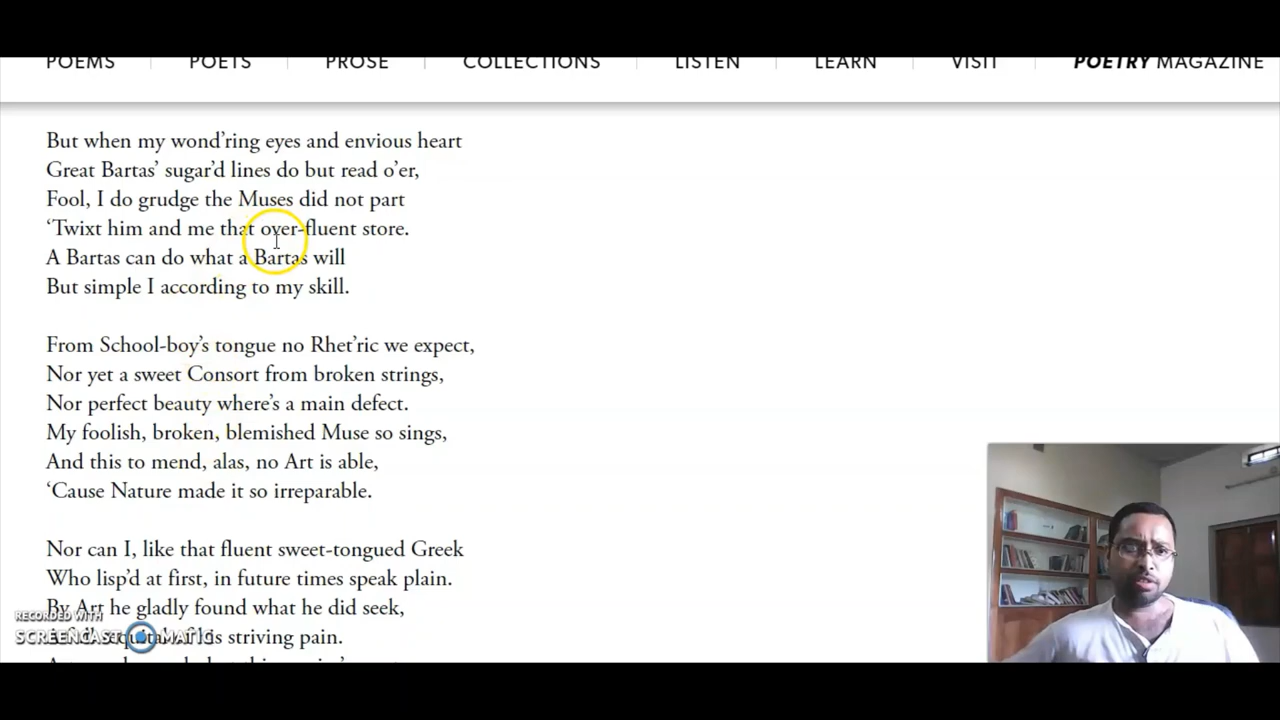 POEMS POETS PROSE COLLECTIONS LISTEN LEARN VISIT POETRY MAGAZINE
But when my wond’ring eyes and envious heart
Great Bartas’ sugar’d lines do but read o’er,
Fool, I do grudge the Muses did not part
‘Twixt him and me that over-fluent store.
A Bartas can do what a Bartas will
But simple I according to my skill.
From School-boy’s tongue no Rhet’ric we expect,
Nor yet a sweet Consort from broken strings,
Nor perfect beauty where’s a main defect.
My foolish, broken, blemished Muse so sings,
And this to mend, alas, no Art is able,
‘Cause Nature made it so irreparable.
Nor can I, like that fluent sweet-tongued Greek
Who lisp’d at first, in future times speak plain.
By Art he gladly found what he did seek,
RECORDED WITH
striving pain.
SCREENCAST MATIC